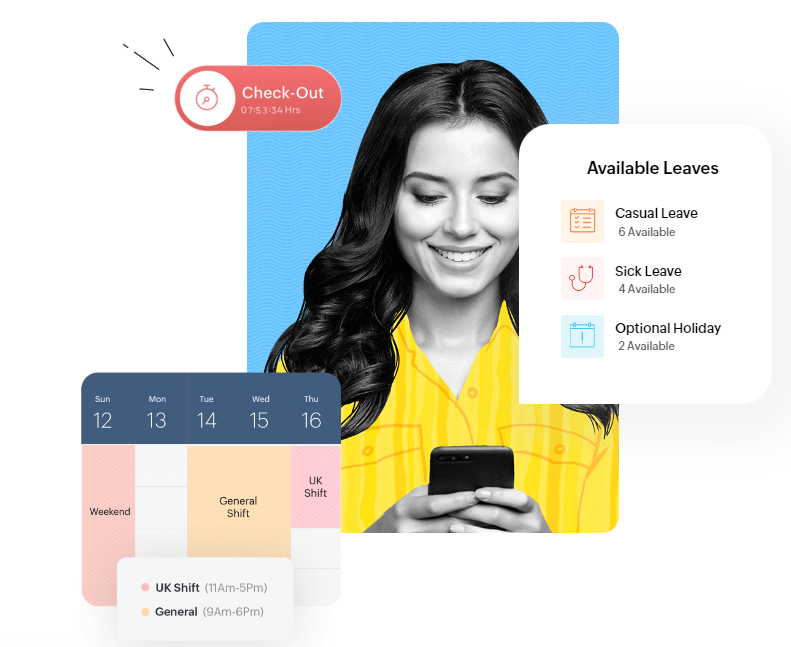 Check-Out
07:53:34 Hrs
Available Leaves
Casual Leave
6 Available
Sick Leave
4 Available
Optional Holiday
2 Available
Sun Mon Tue Wed Thu
12 13 14 15 16
Weekend
General
Shift
UK
Shift
UK Shift (11Am-5Pm)
General (9Am-6Pm)